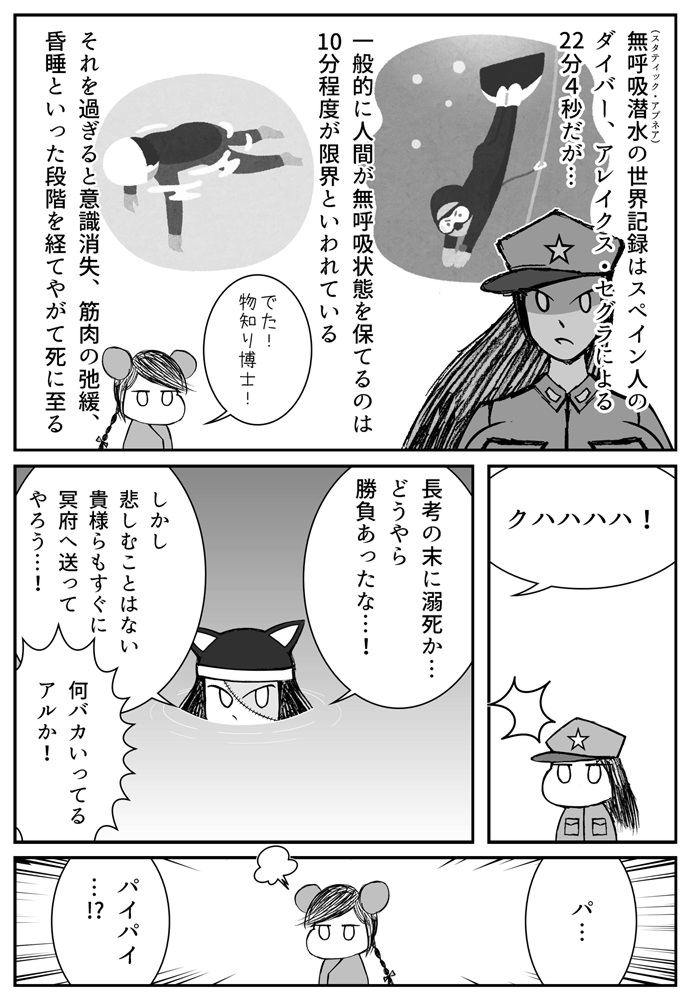 無呼吸潜水の世界記録はスペイン人の
(スタティック・アプネア)
ダイバー、アレイクス・セグラによる
22分4秒だが…
一般的に人間が無呼吸状態を保てるのは
10分程度が限界といわれている
それを過ぎると意識消失、筋肉の弛緩、
昏睡といった段階を経てやがて死に至る
でた！
物知り博士！
クハハハハ！
長考の末に溺死か…
どうやら
勝負あったな…！
しかし
悲しむことはない
貴様らもすぐに
冥府へ送って
やろう…！
何バカいってる
アルか！
パ…
パイパイ
…!?